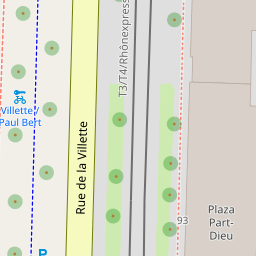 T3/T4/Rhônexpress
Villette /
Paul Bert
Rue de la Villette
93
Plaza
Part-
Dieu
P